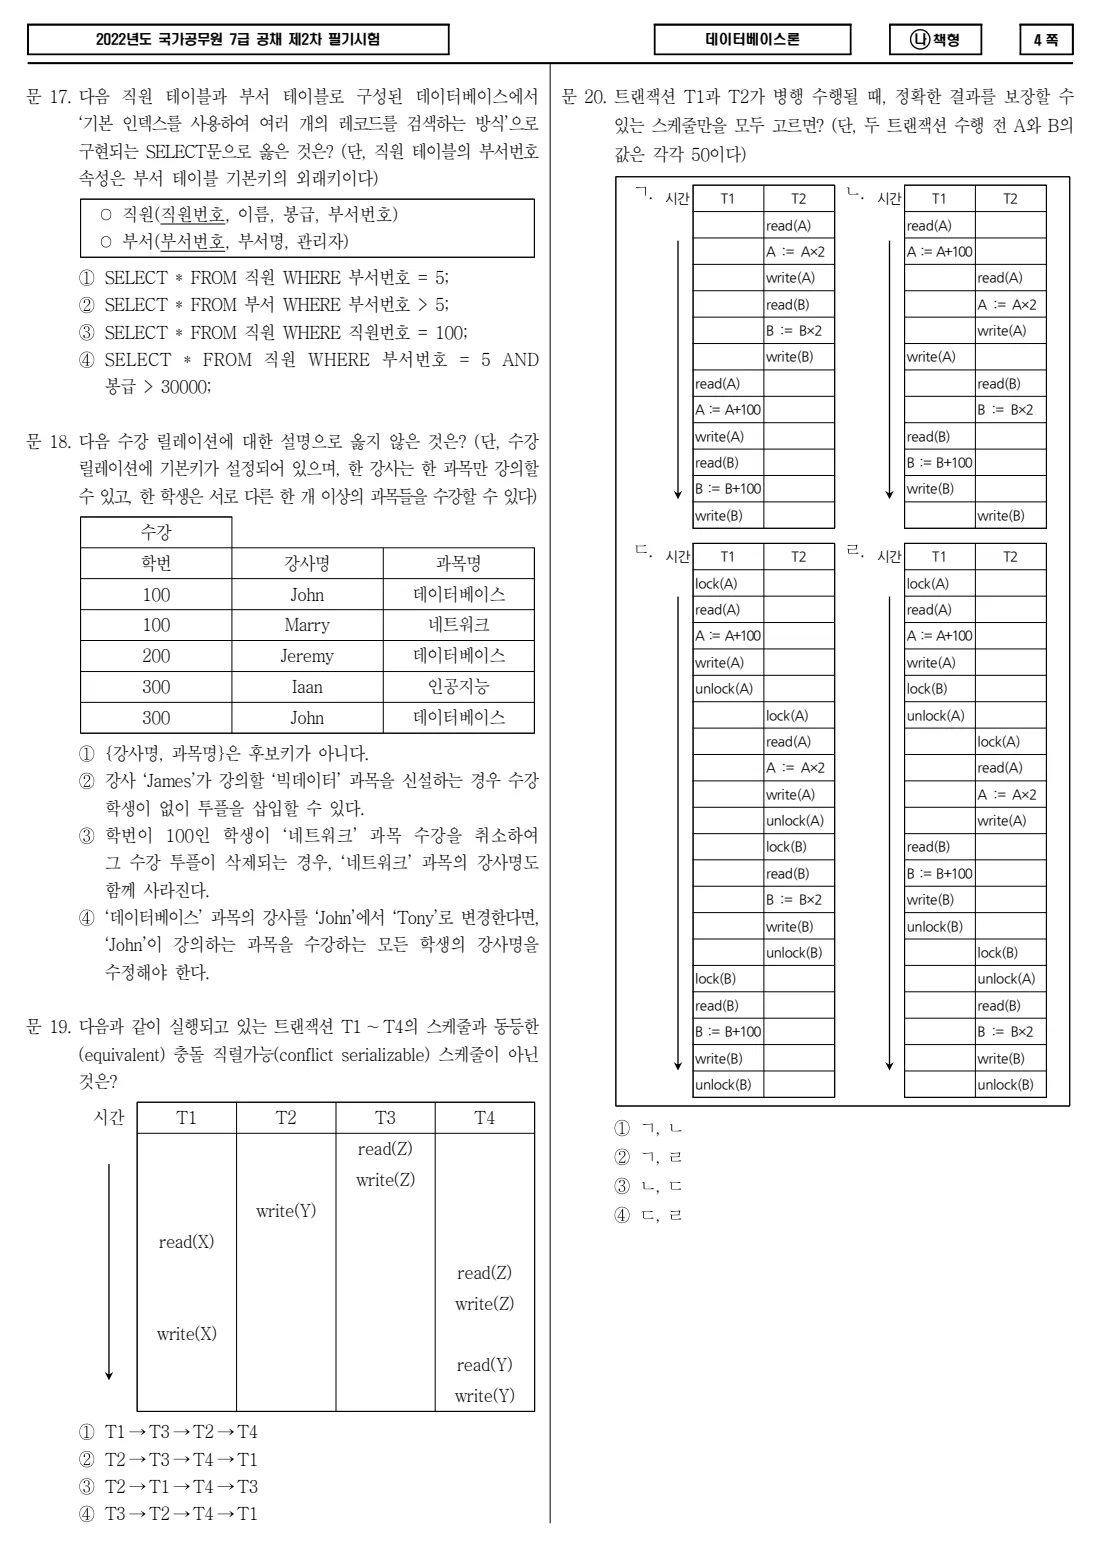 2022년도 국가공무원 7급 공채 제2차 필기시험
데이터베이스론
나 책형
4 쪽
문 17. 다음 직원 테이블과 부서 테이블로 구성된 데이터베이스에서
‘기본 인덱스를 사용하여 여러 개의 레코드를 검색하는 방식’으로
구현되는 SELECT문으로 옳은 것은? (단, 직원 테이블의 부서번호
속성은 부서 테이블 기본키의 외래키이다)
○ 직원(직원번호, 이름, 봉급, 부서번호)
○ 부서(부서번호, 부서명, 관리자)
① SELECT * FROM 직원 WHERE 부서번호 = 5;
② SELECT * FROM 부서 WHERE 부서번호 > 5;
③ SELECT * FROM 직원 WHERE 직원번호 = 100;
④ SELECT * FROM 직원 WHERE 부서번호 = 5 AND
봉급 > 30000;
문 18. 다음 수강 릴레이션에 대한 설명으로 옳지 않은 것은? (단, 수강
릴레이션에 기본키가 설정되어 있으며, 한 강사는 한 과목만 강의할
수 있고, 한 학생은 서로 다른 한 개 이상의 과목들을 수강할 수 있다)
수강
학번 강사명 과목명
100 John 데이터베이스
100 Marry 네트워크
200 Jeremy 데이터베이스
300 Iaan 인공지능
300 John 데이터베이스
① {강사명, 과목명}은 후보키가 아니다.
② 강사 ‘James’가 강의할 ‘빅데이터’ 과목을 신설하는 경우 수강
학생이 없이 투플을 삽입할 수 있다.
③ 학번이 100인 학생이 ‘네트워크’ 과목 수강을 취소하여
그 수강 투플이 삭제되는 경우, ‘네트워크’ 과목의 강사명도
함께 사라진다.
④ ‘데이터베이스’ 과목의 강사를 ‘John’에서 ‘Tony’로 변경한다면,
‘John’이 강의하는 과목을 수강하는 모든 학생의 강사명을
수정해야 한다.
문 19. 다음과 같이 실행되고 있는 트랜잭션 T1 ~ T4의 스케줄과 동등한
(equivalent) 충돌 직렬가능(conflict serializable) 스케줄이 아닌
것은?
시간 T1 T2 T3 T4
read(Z)
write(Z)
write(Y)
read(X)
read(Z)
write(Z)
write(X)
read(Y)
write(Y)
① T1→T3→T2→T4
② T2→T3→T4→T1
③ T2→T1→T4→T3
④ T3→T2→T4→T1
문 20. 트랜잭션 T1과 T2가 병행 수행될 때, 정확한 결과를 보장할 수
있는 스케줄만을 모두 고르면? (단, 두 트랜잭션 수행 전 A와 B의
값은 각각 50이다)
ㄱ. 시간 T1 T2
read(A)
A := A×2
write(A)
read(B)
B := B×2
write(B)
read(A)
A := A+100
write(A)
read(B)
B := B+100
write(B)
ㄴ. 시간 T1 T2
read(A)
A := A+100
read(A)
A := A×2
write(A)
write(A)
read(B)
B := B×2
read(B)
B := B+100
write(B)
write(B)
ㄷ. 시간 T1 T2
lock(A)
read(A)
A := A+100
write(A)
unlock(A)
lock(A)
read(A)
A := A×2
write(A)
unlock(A)
lock(B)
read(B)
B := B×2
write(B)
unlock(B)
lock(B)
read(B)
B := B+100
write(B)
unlock(B)
ㄹ. 시간 T1 T2
lock(A)
read(A)
A := A+100
write(A)
lock(B)
unlock(A)
lock(A)
read(A)
A := A×2
write(A)
read(B)
B := B+100
write(B)
unlock(B)
lock(B)
unlock(A)
read(B)
B := B×2
write(B)
unlock(B)
① ㄱ, ㄴ
② ㄱ, ㄹ
③ ㄴ, ㄷ
④ ㄷ, ㄹ